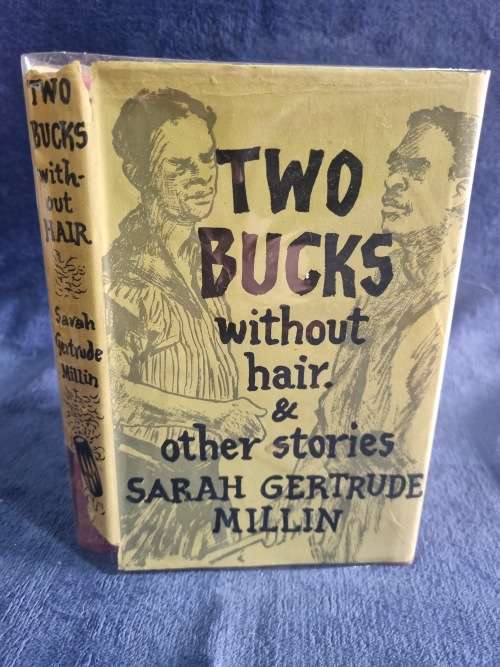 TWO
BUCKS
with-
out
HAIR
Sarah
Gertrude
Millin
TWO
BUCKS
without
hair.
&
other stories
SARAH GERTRUDE
MILLIN